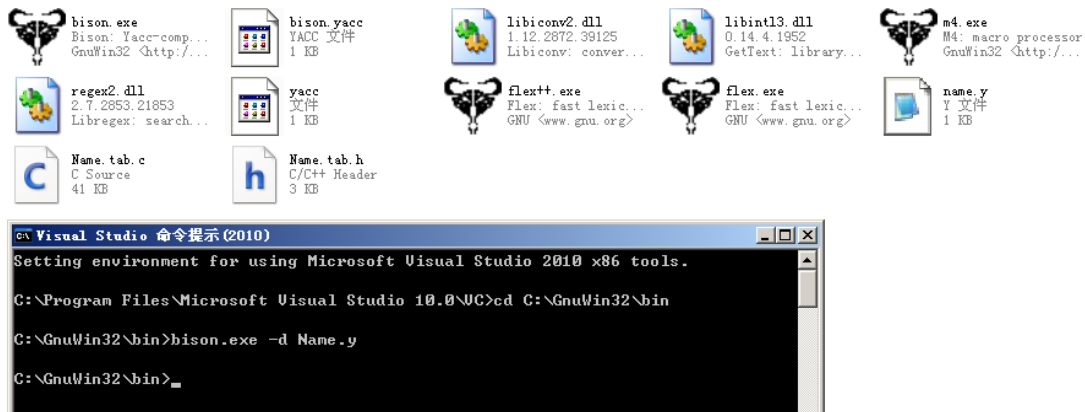 bison.exe
Bison: Yacc-comp...
GnuWin32 <http:/...
bison.yacc
YACC 文件
1 KB
libiconv2.dll
1.12.2872.39125
Libiconv: conver...
libintl3.dll
0.14.4.1952
GetText: library...
m4.exe
M4: macro processor
GnuWin32 <http:/...
regex2.dll
2.7.2853.21853
Libregex: search...
yacc
文件
1 KB
flex++.exe
Flex: fast lexic...
GNU <www.gnu.org>
flex.exe
Flex: fast lexic...
GNU <www.gnu.org>
name.y
Y 文件
1 KB
Name.tab.c
C Source
41 KB
Name.tab.h
C/C++ Header
3 KB
Visual Studio 命令提示(2010)
Setting environment for using Microsoft Visual Studio 2010 x86 tools.
C:\Program Files\Microsoft Visual Studio 10.0\VC>cd C:\GnuWin32\bin
C:\GnuWin32\bin>bison.exe -d Name.y
C:\GnuWin32\bin>_